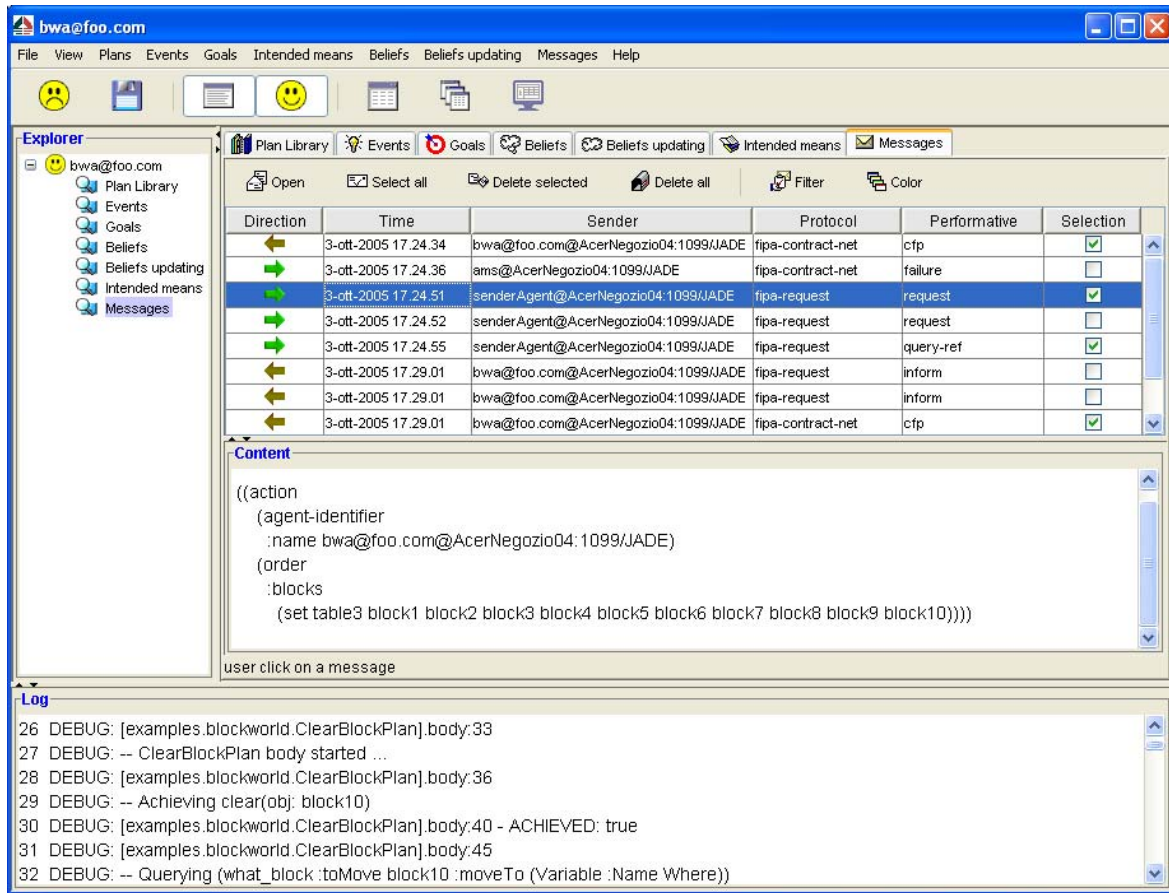 bwa@foo.com
File View Plans Events Goals Intended means Beliefs Beliefs updating Messages Help
Explorer
bwa@foo.com
Plan Library
Events
Goals
Beliefs
Beliefs updating
Intended means
Messages
Plan Library Events Goals Beliefs Beliefs updating Intended means Messages
Open Select all Delete selected Delete all Filter Color
Direction Time Sender Protocol Performative Selection
3-ott-2005 17.24.34 bwa@foo.com@AcerNegozio04:1099/JADE fipa-contract-net cfp
3-ott-2005 17.24.36 ams@AcerNegozio04:1099/JADE fipa-contract-net failure
3-ott-2005 17.24.51 senderAgent@AcerNegozio04:1099/JADE fipa-request request
3-ott-2005 17.24.52 senderAgent@AcerNegozio04:1099/JADE fipa-request request
3-ott-2005 17.24.55 senderAgent@AcerNegozio04:1099/JADE fipa-request query-ref
3-ott-2005 17.29.01 bwa@foo.com@AcerNegozio04:1099/JADE fipa-request inform
3-ott-2005 17.29.01 bwa@foo.com@AcerNegozio04:1099/JADE fipa-request inform
3-ott-2005 17.29.01 bwa@foo.com@AcerNegozio04:1099/JADE fipa-contract-net cfp
Content
((action
(agent-identifier
:name bwa@foo.com@AcerNegozio04:1099/JADE)
(order
:blocks
(set table3 block1 block2 block3 block4 block5 block6 block7 block8 block9 block10))))
user click on a message
Log
26 DEBUG: [examples.blockworld.ClearBlockPlan].body:33
27 DEBUG: -- ClearBlockPlan body started ...
28 DEBUG: [examples.blockworld.ClearBlockPlan].body:36
29 DEBUG: -- Achieving clear(obj: block10)
30 DEBUG: [examples.blockworld.ClearBlockPlan].body:40 - ACHIEVED: true
31 DEBUG: [examples.blockworld.ClearBlockPlan].body:45
32 DEBUG: -- Querying (what_block :toMove block10 :moveTo (Variable :Name Where))